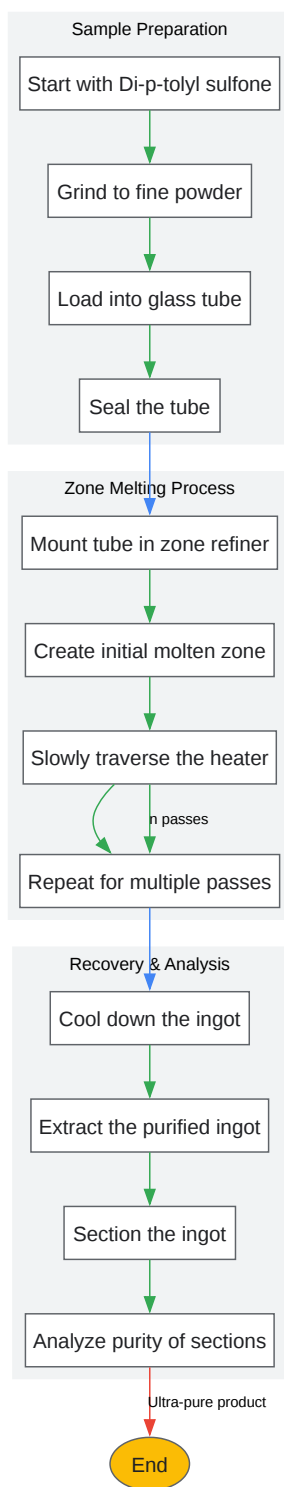 Sample Preparation
Start with Di-p-tolyl sulfone
Grind to fine powder
Load into glass tube
Seal the tube
Zone Melting Process
Mount tube in zone refiner
Create initial molten zone
Slowly traverse the heater
n passes
Repeat for multiple passes
Recovery & Analysis
Cool down the ingot
Extract the purified ingot
Section the ingot
Analyze purity of sections
Ultra-pure product
End